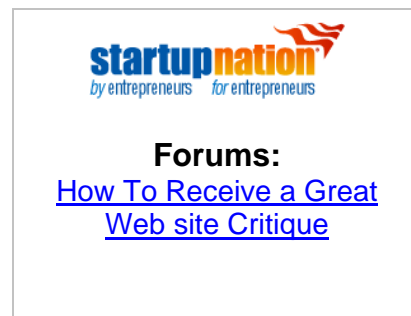 startupnation
by entrepreneurs for entrepreneurs
Forums:
How To Receive a Great
Web site Critique